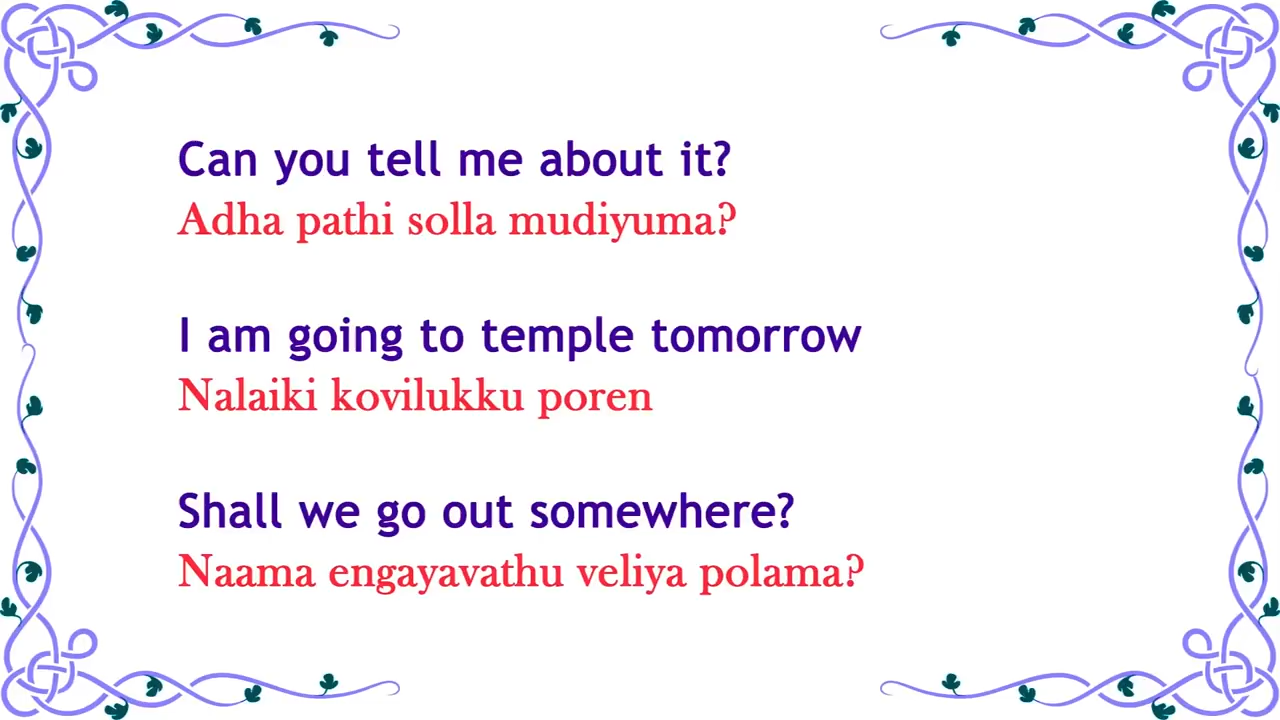 Can you tell me about it?
Adha pathi solla mudiyuma?
I am going to temple tomorrow
Nalaiki kovilukku poren
Shall we go out somewhere?
Naama engayavathu veliya polama?